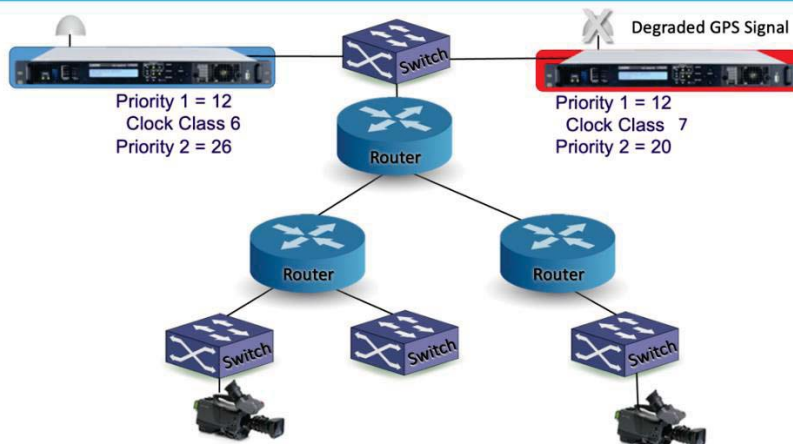 Degraded GPS Signal
Switch
Priority 1 = 12
Clock Class 6
Priority 2 = 26
Priority 1 = 12
Clock Class 7
Priority 2 = 20
Router
Router
Router
Switch
Switch
Switch